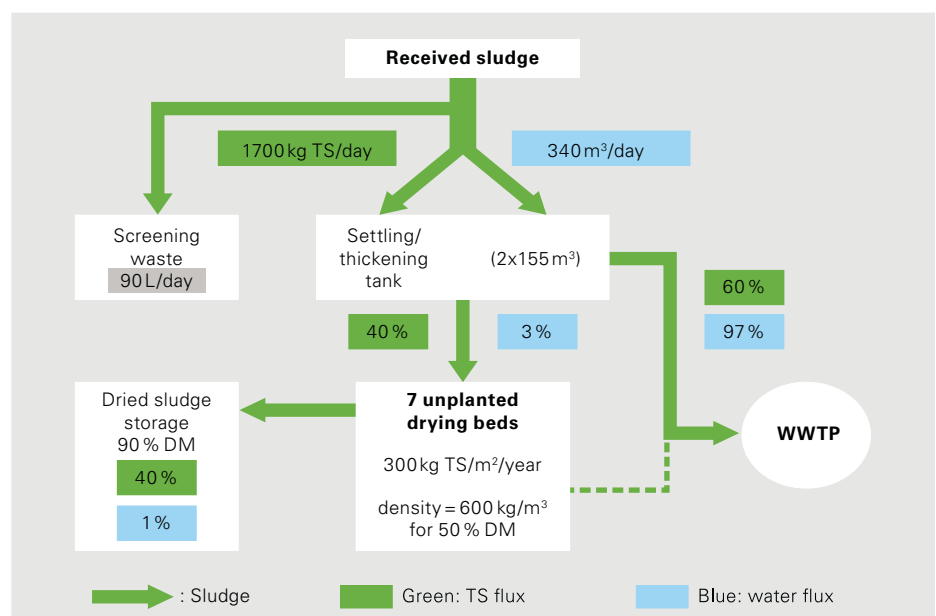 Received sludge
1700 kg TS/day
340 m³/day
Screening
waste
90 L/day
Settling/
thickening
tank
(2x155 m³)
60 %
97 %
40 %
3 %
Dried sludge
storage
90 % DM
40 %
1 %
7 unplanted
drying beds
300 kg TS/m²/year
density = 600 kg/m³
for 50 % DM
WWTP
: Sludge
Green: TS flux
Blue: water flux